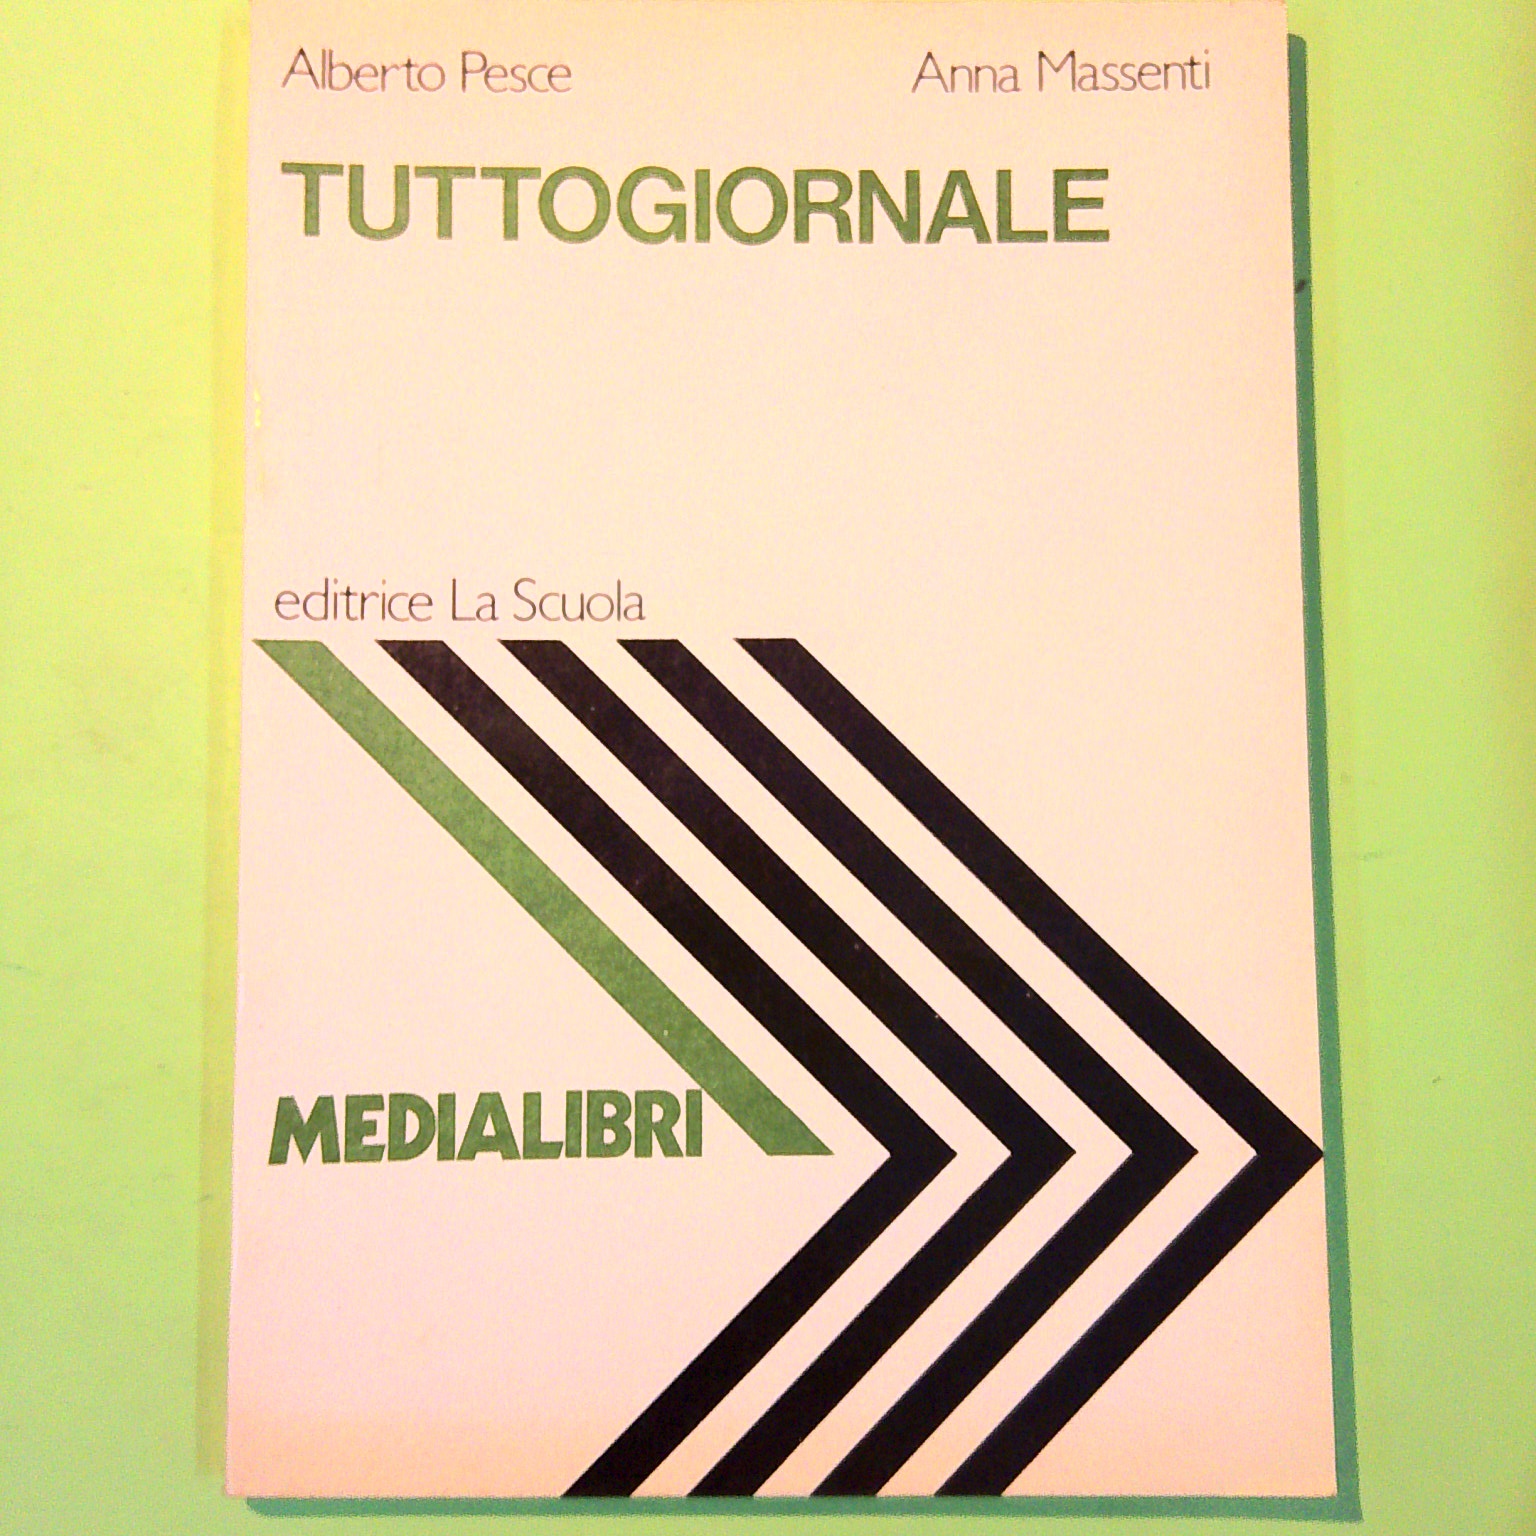 Alberto Pesce Anna Massenti
TUTTOGIORNALE
editrice La Scuola
MEDIALIBRI